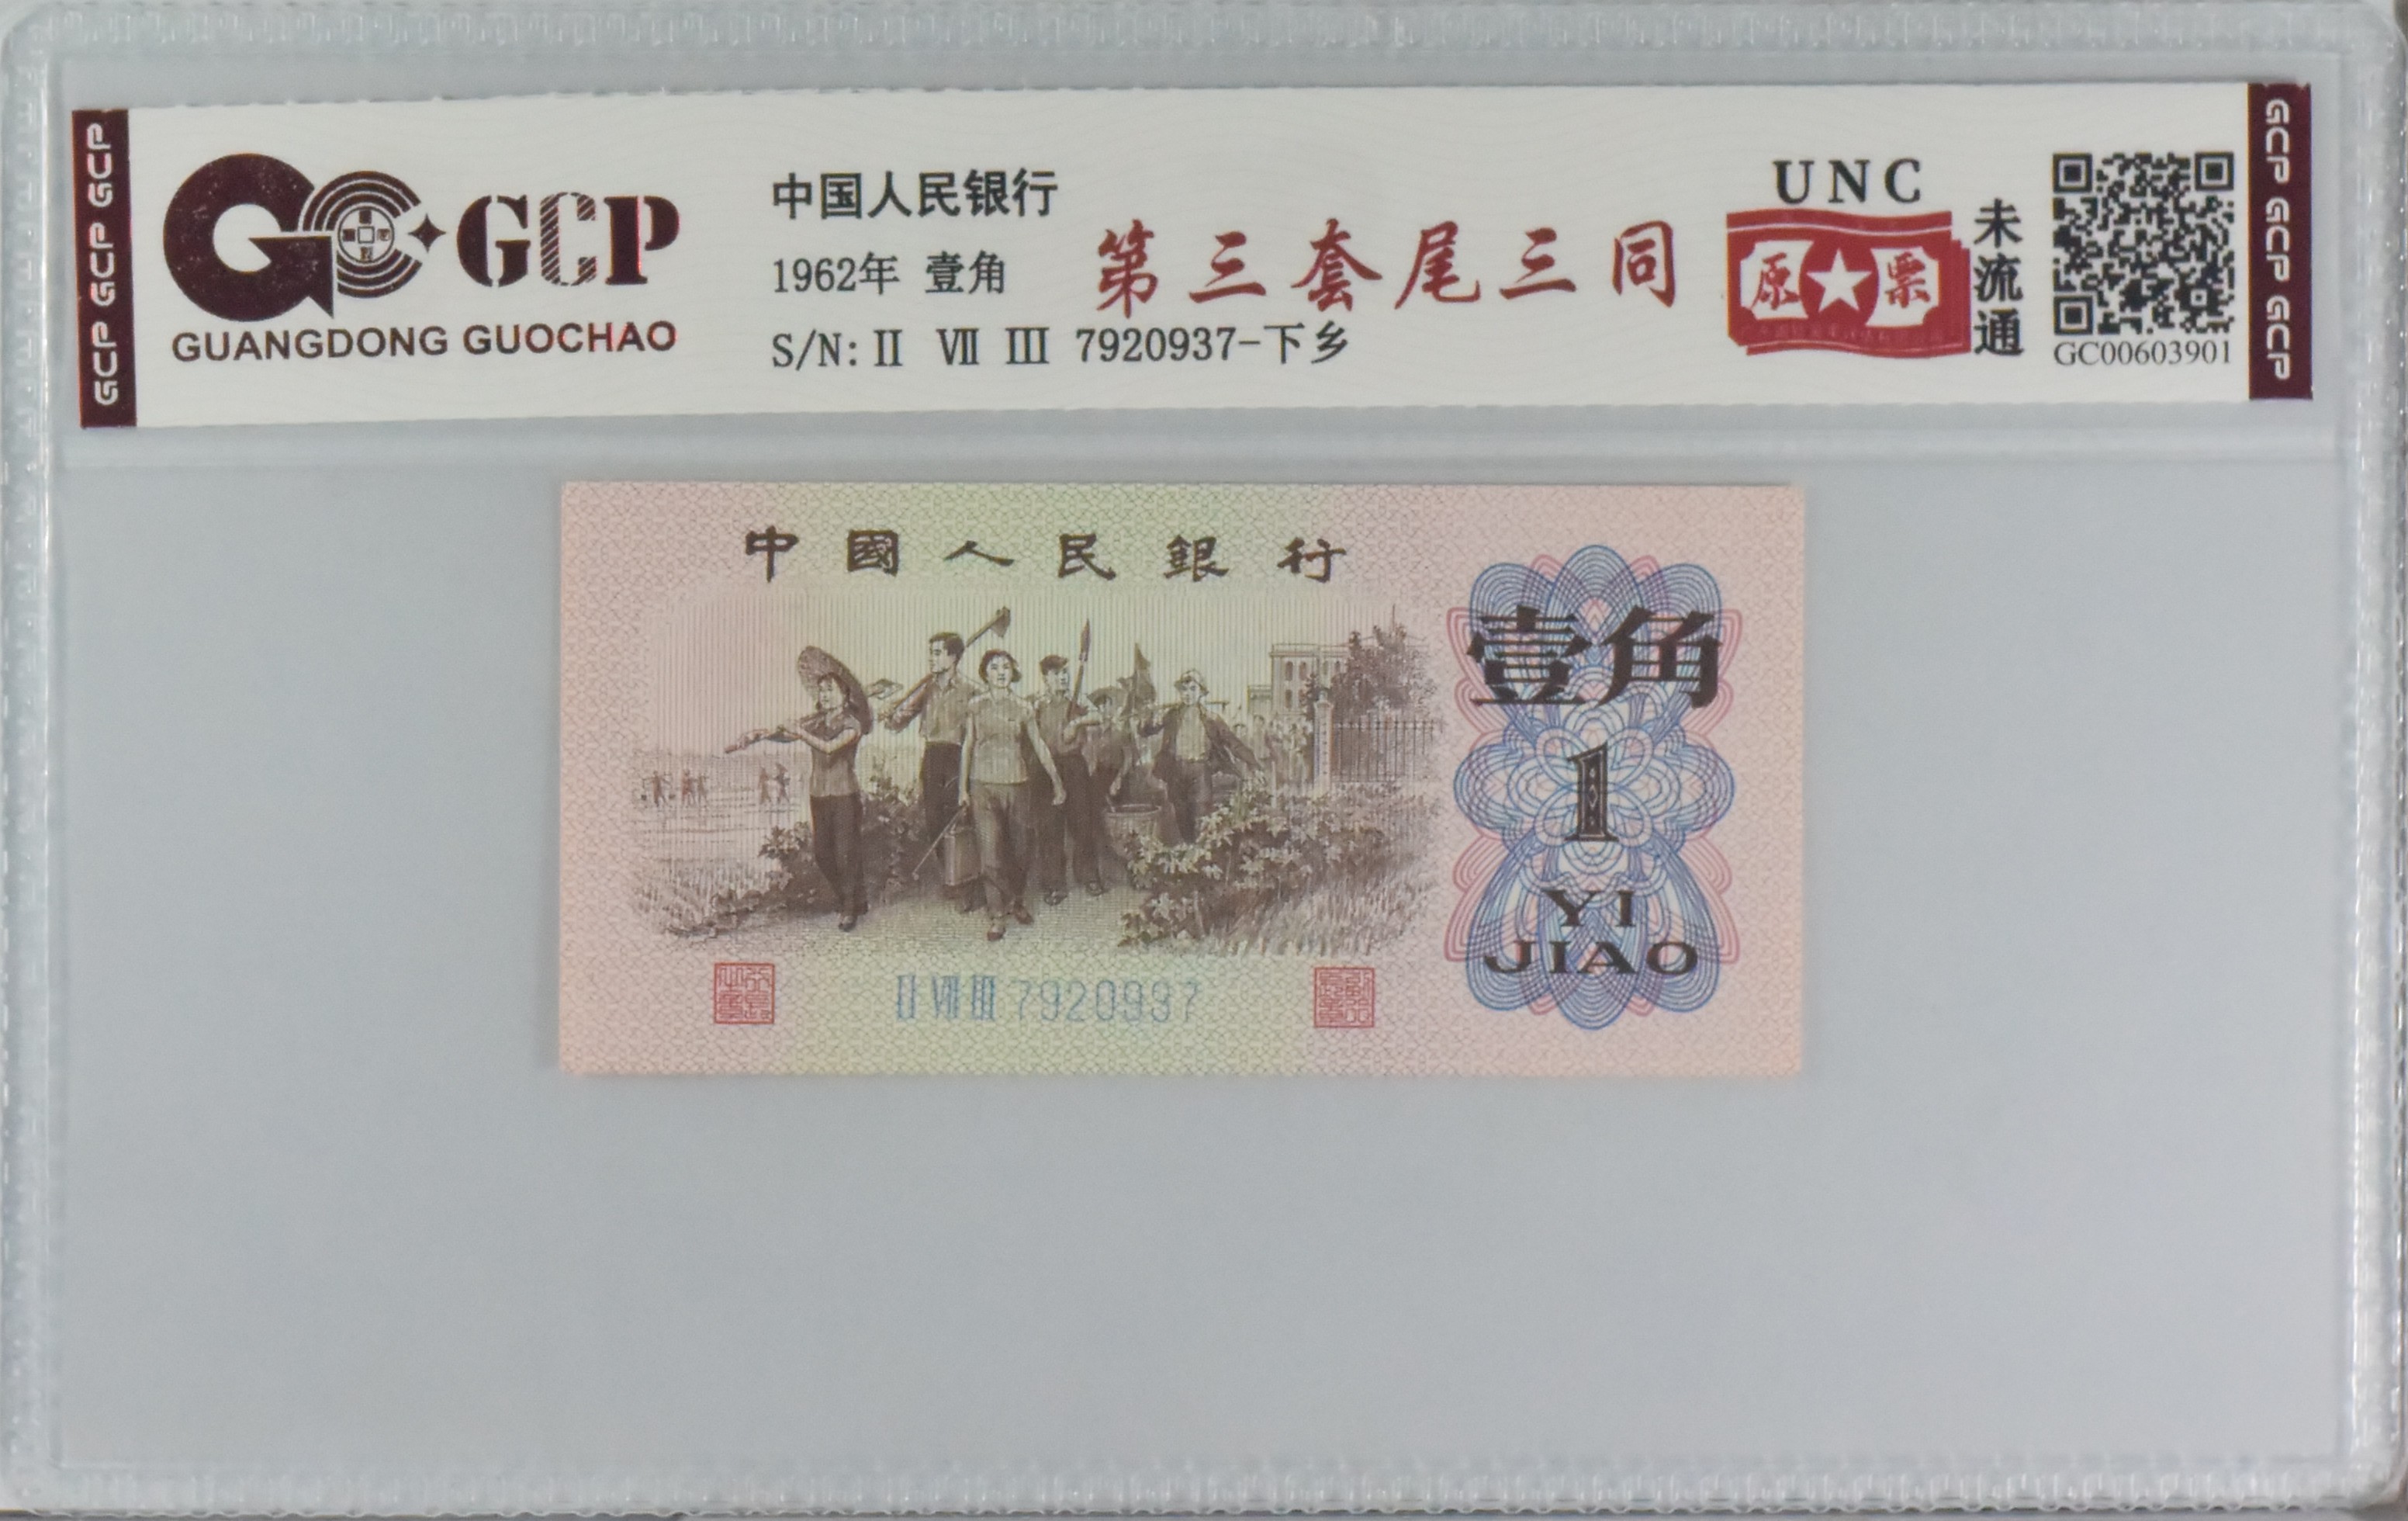 GCP GCP GCP
GCP
GUANGDONG GUOCHAO
中国人民银行
1962年 壹角
S/N: II VII III 7920937-下乡
第三套尾三同
UNC
原★票
未流通
GC00603901
GCP GCP GCP
中國人民銀行
壹角
1
YI
JIAO
II VII III 7920937